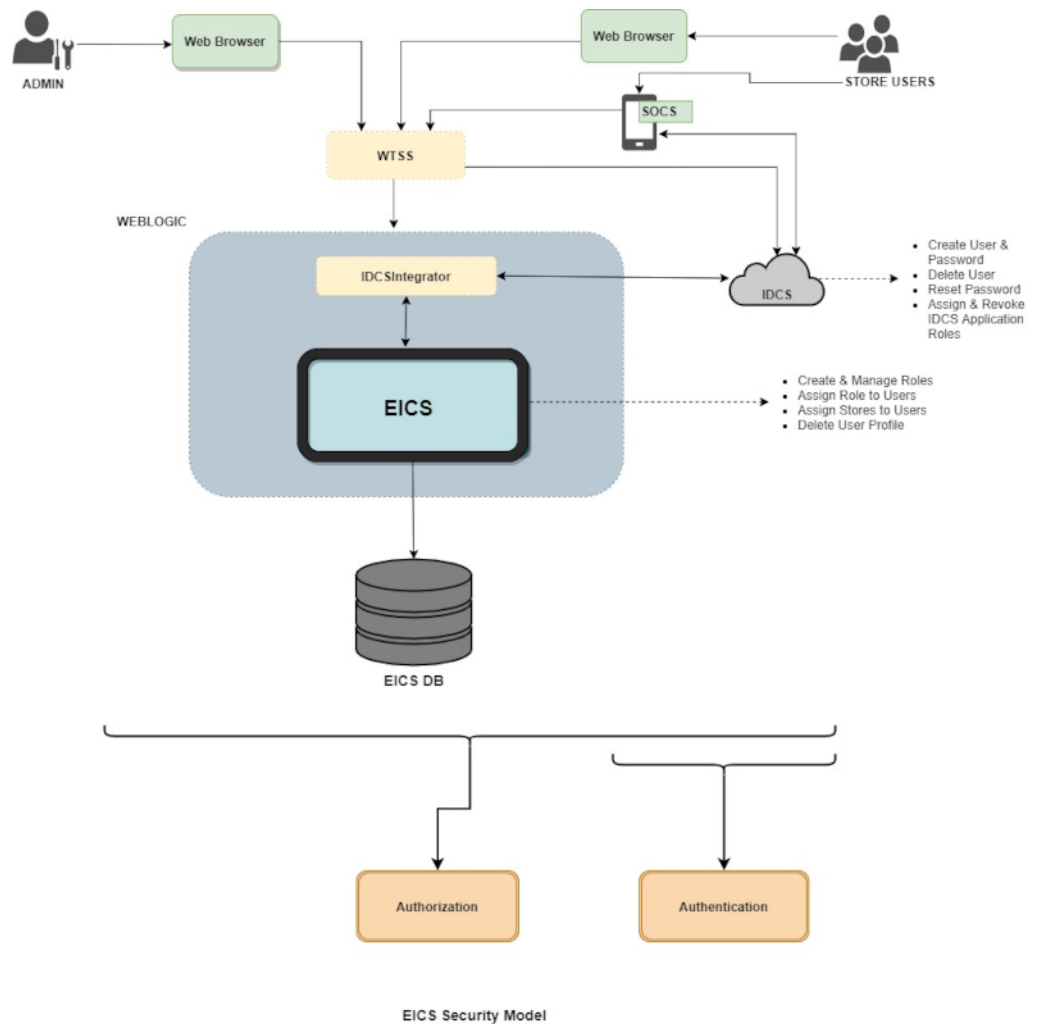 Web Browser
Web Browser
ADMIN
STORE USERS
SOCS
WTSS
WEBLOGIC
IDCSIntegrator
IDCS
Create User &
Password
Delete User
Reset Password
Assign & Revoke
IDCS Application
Roles
EICS
Create & Manage Roles
Assign Role to Users
Assign Stores to Users
Delete User Profile
EICS DB
Authorization
Authentication
EICS Security Model